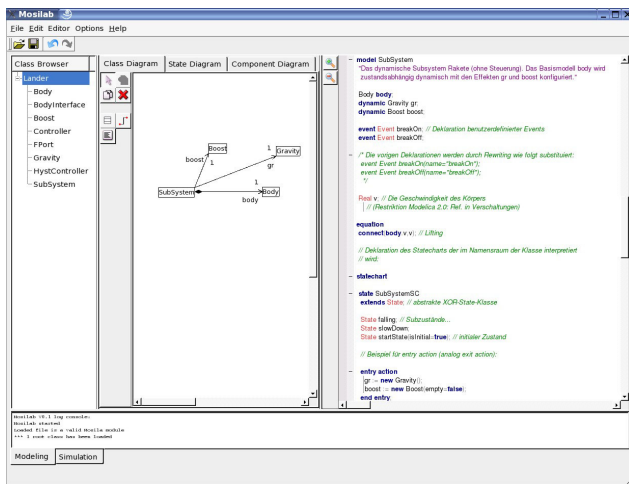 Mosilab
File Edit Editor Options Help
Class Browser
Lander
Body
BodyInterface
Boost
Controller
FPort
Gravity
HystController
SubSystem
Class Diagram State Diagram Component Diagram
Boost
boost 1
1
Gravity
gr
SubSystem
1
Body
body
model SubSystem
"Das dynamische Subsystem Rakete (ohne Steuerung). Das Basismodell body wird
zustandsabhängig dynamisch mit den Effekten gr und boost konfiguriert."
Body body;
dynamic Gravity gr;
dynamic Boost boost;
event Event breakOn; // Deklaration benutzerdefinierter Events
event Event breakOff;
/* Die vorigen Deklarationen werden durch Rewriting wie folgt substituiert:
event Event breakOn(name="breakOn");
event Event breakOff(name="breakOff");
*/
Real v; // Die Geschwindigkeit des Körpers
// (Restriktion Modelica 2.0: Ref. in Verschaltungen)
equation
connect(body.v,v); // Lifting
// Deklaration des Statecharts der im Namensraum der Klasse interpretiert
// wird:
statechart
state SubSystemSC
extends State; // abstrakte XOR-State-Klasse
State falling; // Subzustände...
State slowDown;
State startState(isInitial=true); // initialer Zustand
// Beispiel für entry action (analog exit action):
entry action
gr := new Gravity();
boost := new Boost(empty=false);
end entry
Mosilab v0.1 log console:
Mosilab started
Loaded file is a valid Mosila module
*** 1 root class has been loaded
Modeling Simulation